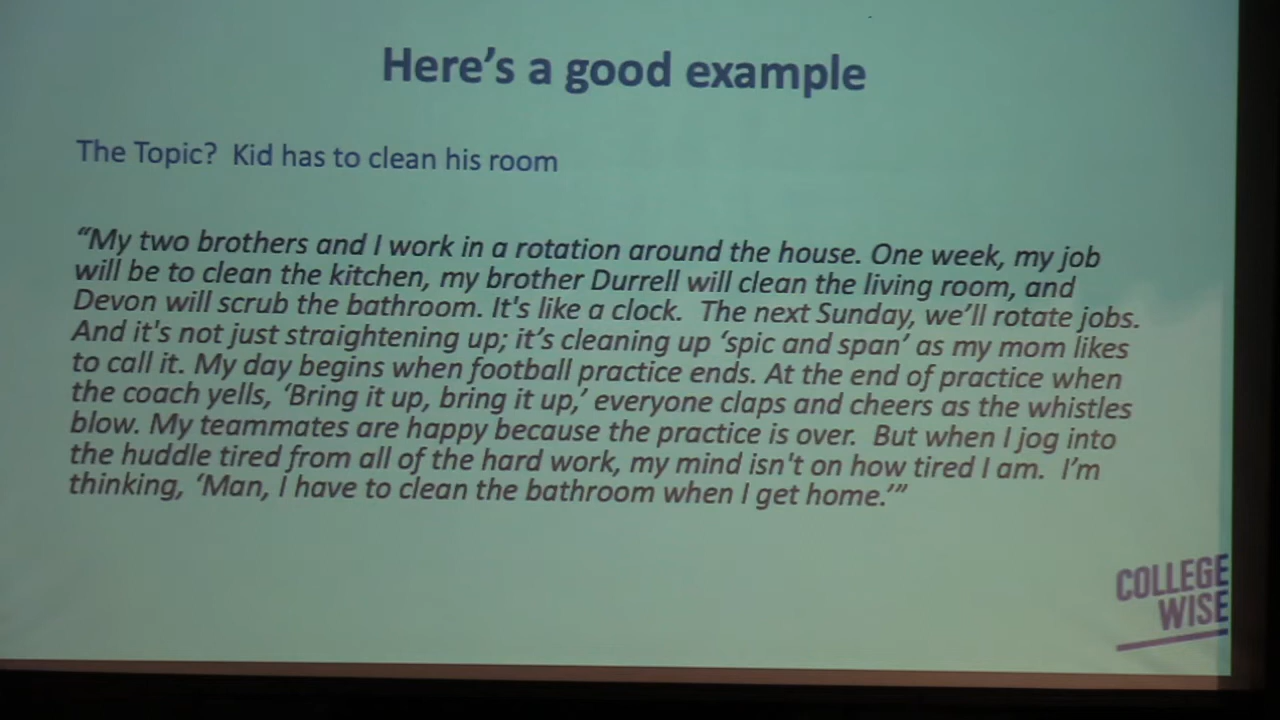 Here's a good example
The Topic?  Kid has to clean his room
“My two brothers and I work in a rotation around the house. One week, my job
will be to clean the kitchen, my brother Durrell will clean the living room, and
Devon will scrub the bathroom. It's like a clock.  The next Sunday, we’ll rotate jobs.
And it's not just straightening up; it’s cleaning up ‘spic and span’ as my mom likes
to call it. My day begins when football practice ends. At the end of practice when
the coach yells, ‘Bring it up, bring it up,’ everyone claps and cheers as the whistles
blow. My teammates are happy because the practice is over.  But when I jog into
the huddle tired from all of the hard work, my mind isn't on how tired I am.  I’m
thinking, ‘Man, I have to clean the bathroom when I get home.’”
COLLEGE
WISE